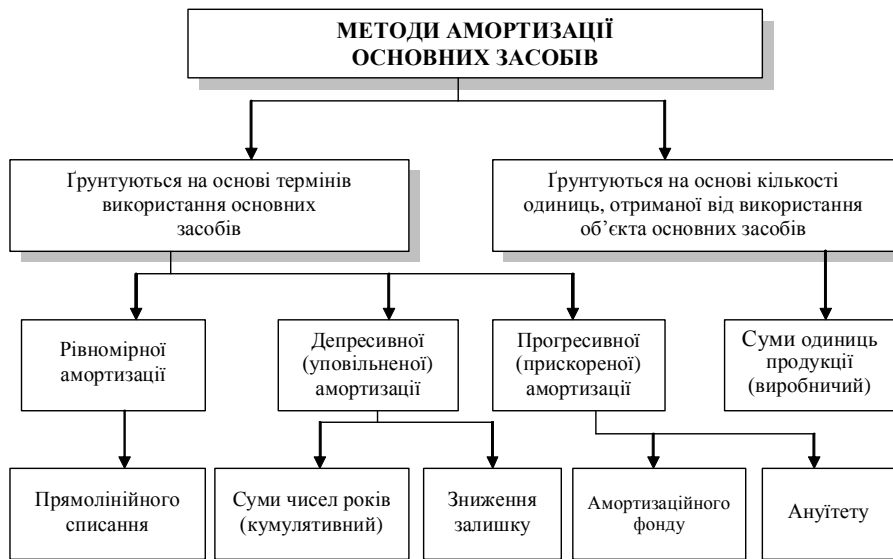 МЕТОДИ АМОРТИЗАЦІЇ
ОСНОВНИХ ЗАСОБІВ
Ґрунтуються на основі термінів
використання основних
засобів
Ґрунтуються на основі кількості
одиниць, отриманої від використання
об’єкта основних засобів
Рівномірної
амортизації
Депресивної
(уповільненої)
амортизації
Прогресивної
(прискореної)
амортизації
Суми одиниць
продукції
(виробничий)
Прямолінійного
списання
Суми чисел років
(кумулятивний)
Зниження
залишку
Амортизаційного
фонду
Ануїтету